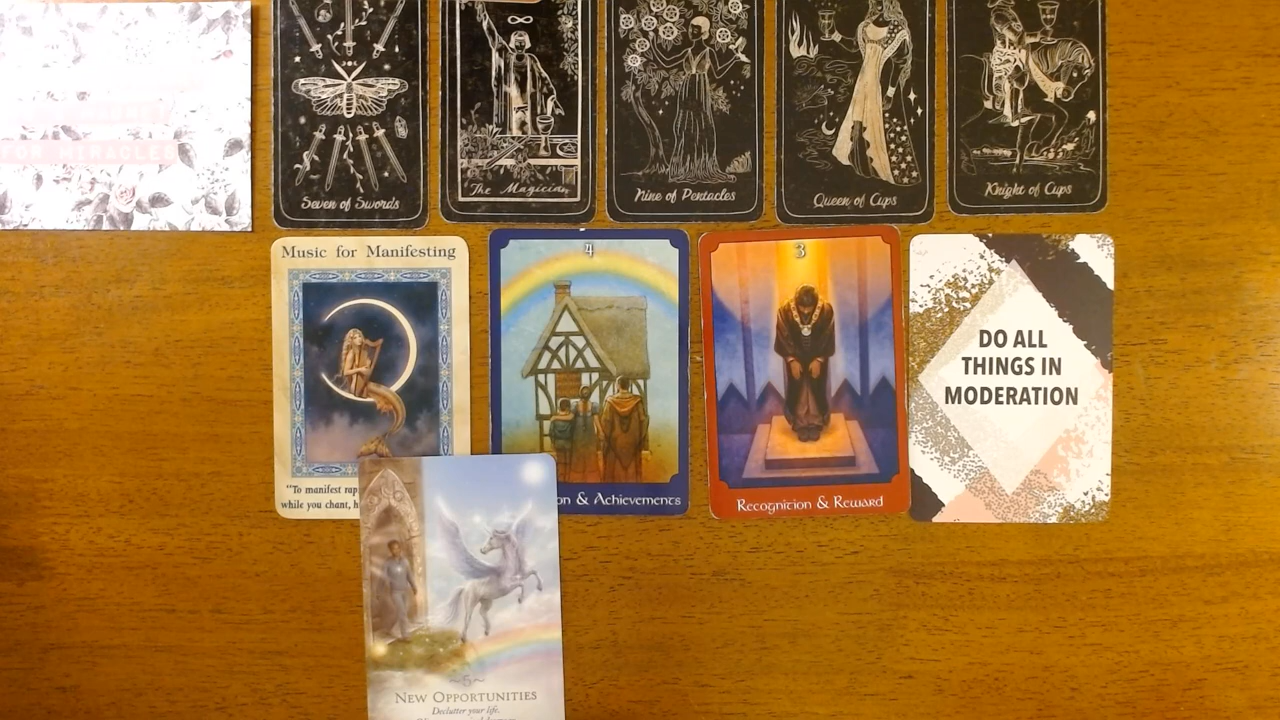 FOR MIRACLES
Seven of Swords
The Magician
Nine of Pentacles
Queen of Cups
Knight of Cups
Music for Manifesting
"To manifest
while you chant,
4
& Achievements
3
Recognition & Reward
DO ALL
THINGS IN
MODERATION
5
NEW OPPORTUNITIES
Declutter your life.